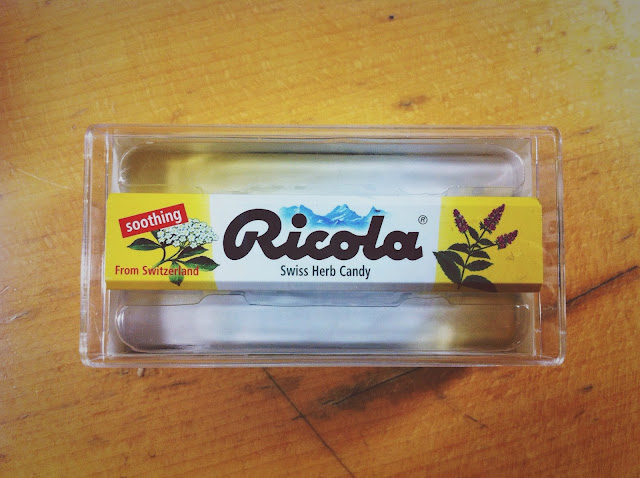 soothing
From Switzerland
Ricola®
Swiss Herb Candy